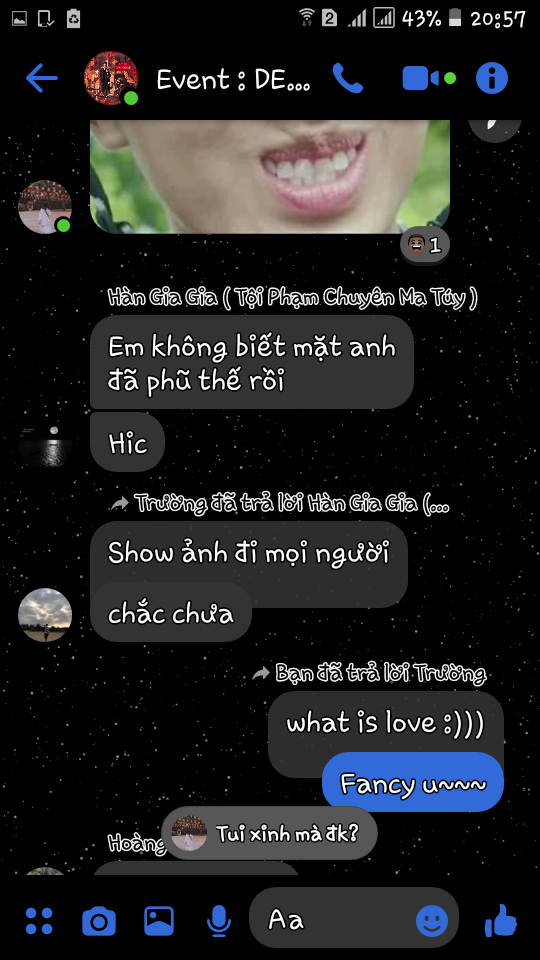 2
43%
20:57
Event : DE...
1
Hàn Gia Gia ( Tội Phạm Chuyên Ma Túy )
Em không biết mặt anh
đã phũ thế rồi
Hic
Trường đã trả lời Hàn Gia Gia (...
Show ảnh đi mọi người
chắc chưa
Bạn đã trả lời Trường
what is love :)))
Fancy u~~~
Hoàng
Tui xinh mà đk?
Aa